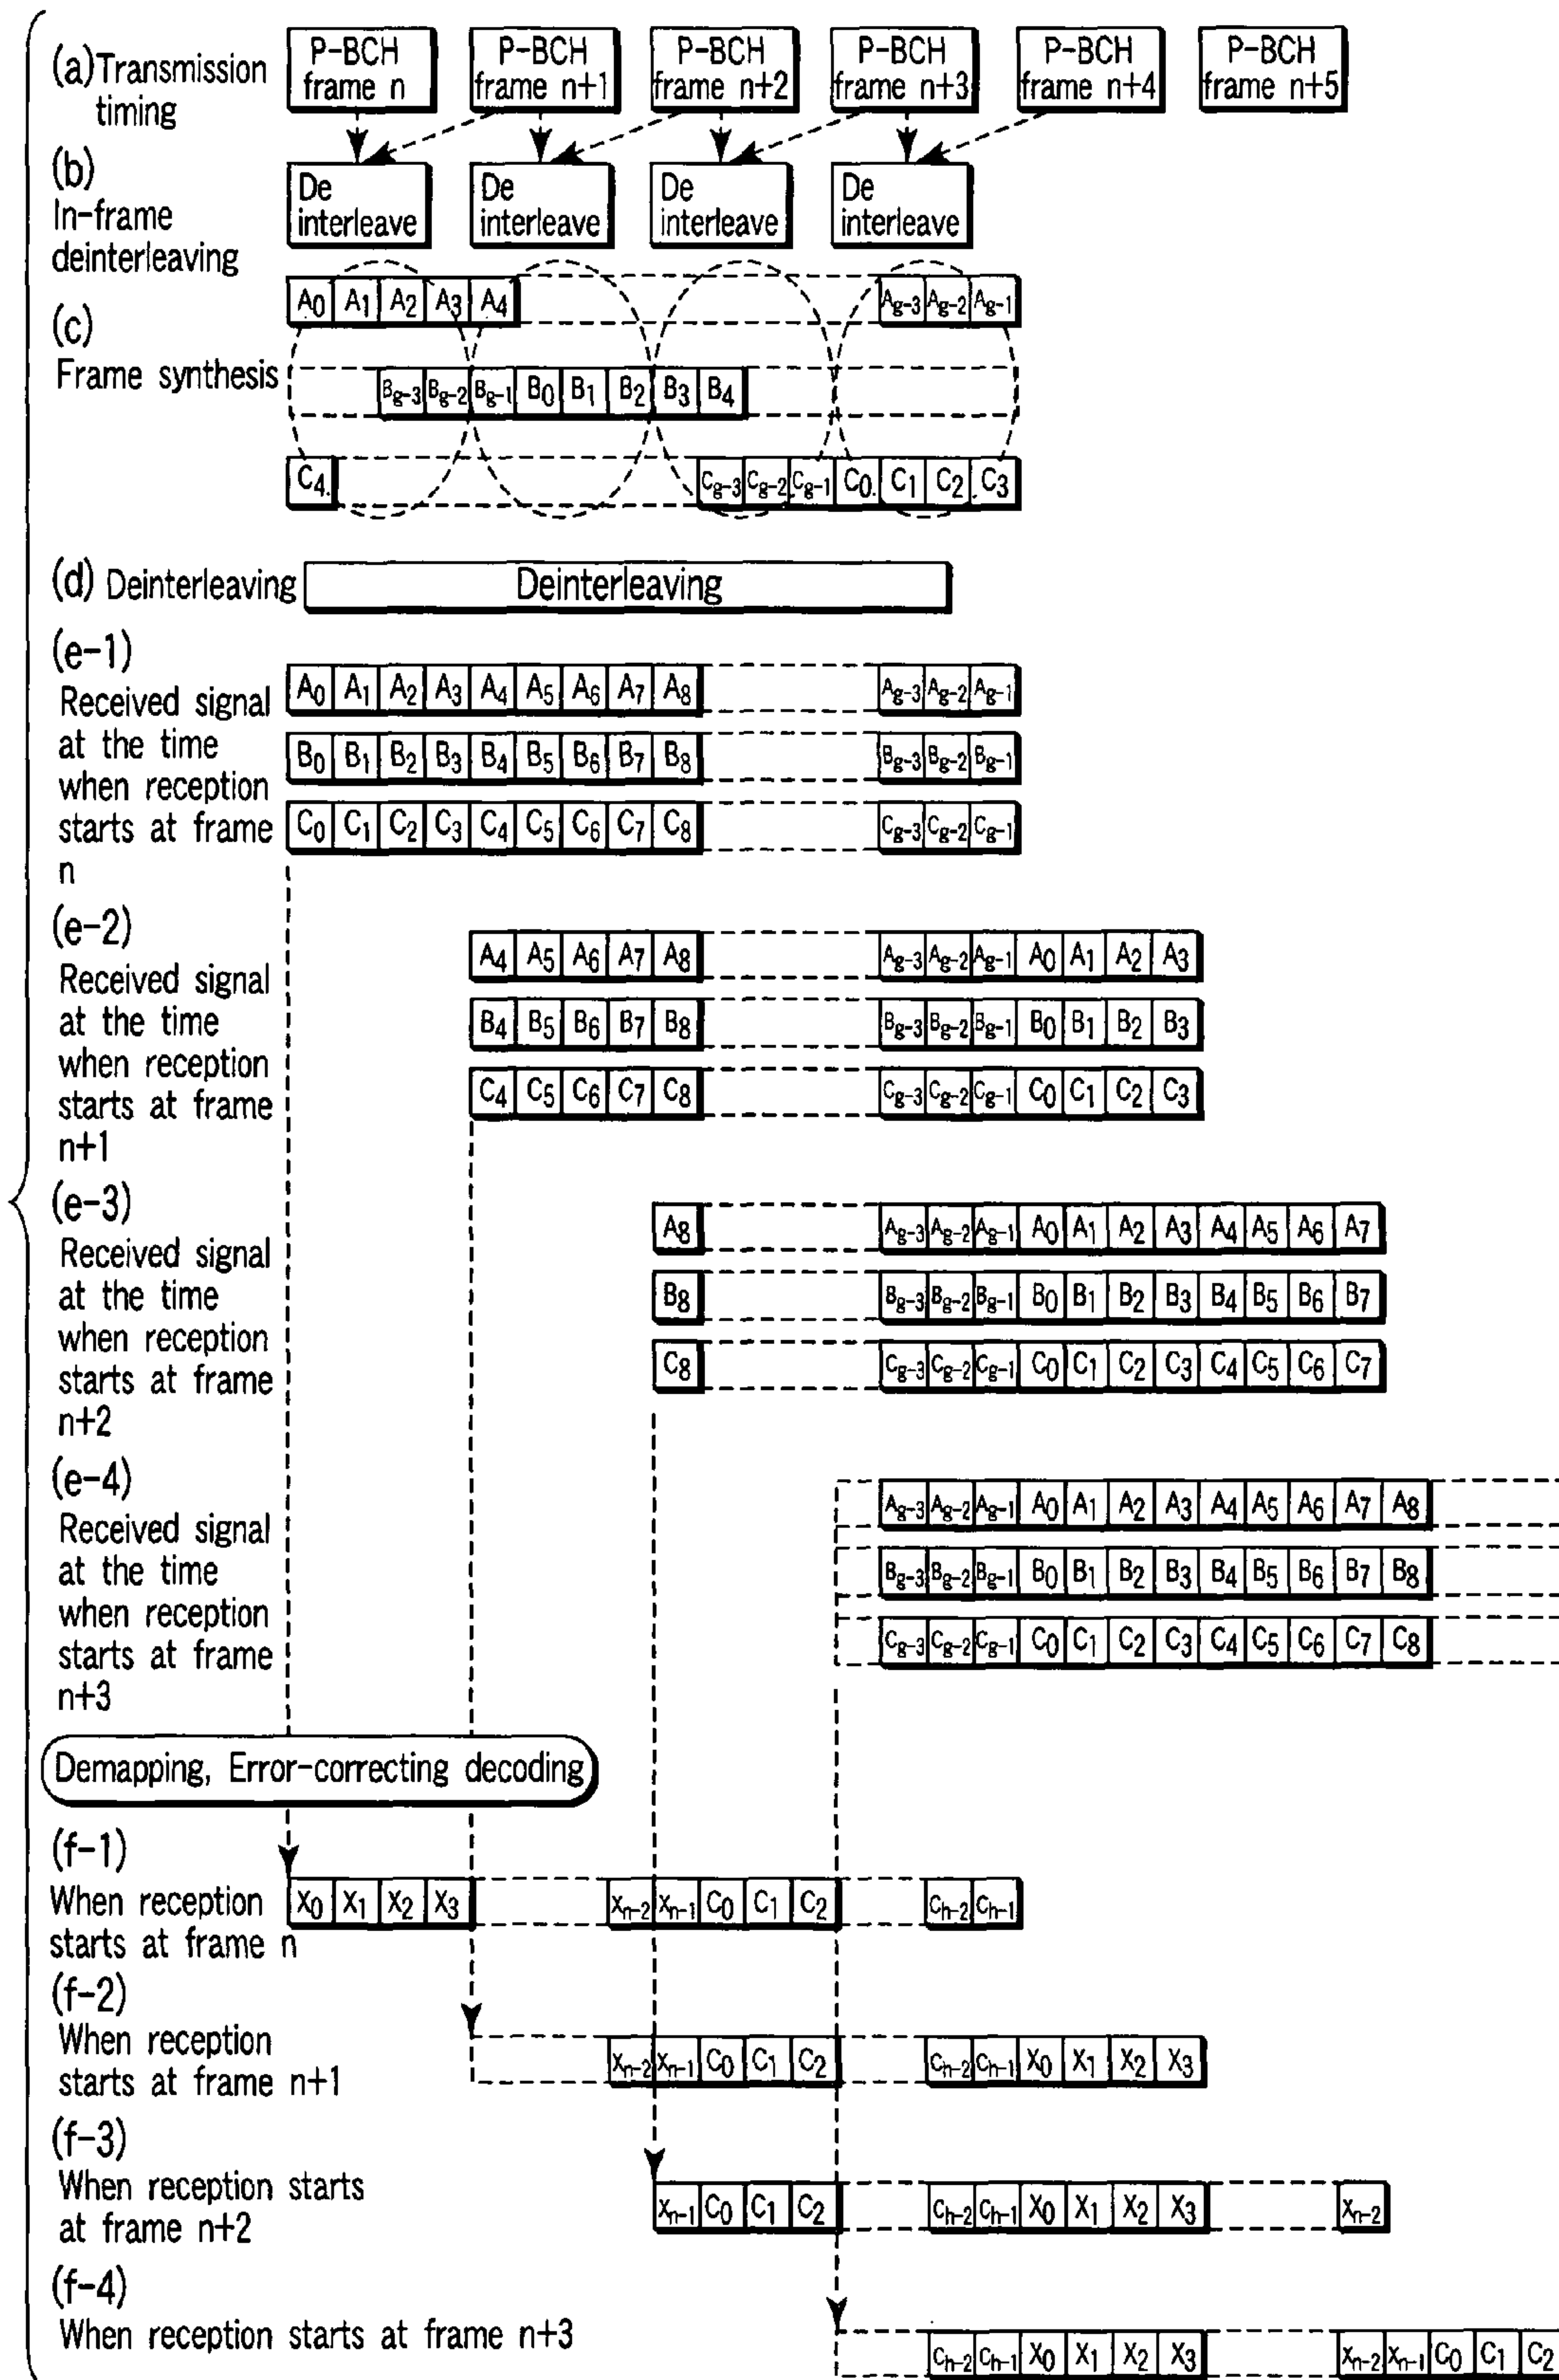 (a)Transmission timing
P-BCH frame n
P-BCH frame n+1
P-BCH frame n+2
P-BCH frame n+3
P-BCH frame n+4
P-BCH frame n+5
(b)
In-frame
deinterleaving
De interleave
De interleave
De interleave
De interleave
(c)
Frame synthesis
A0 A1 A2 A3 A4 Ag-3 Ag-2 Ag-1
Bg-3 Bg-2 Bg-1 B0 B1 B2 B3 B4
C4. Cg-3 Cg-2 Cg-1 C0. C1 C2 C3
(d) Deinterleaving
Deinterleaving
(e-1)
Received signal
at the time
when reception
starts at frame
n
A0 A1 A2 A3 A4 A5 A6 A7 A8 Ag-3 Ag-2 Ag-1
B0 B1 B2 B3 B4 B5 B6 B7 B8 Bg-3 Bg-2 Bg-1
C0 C1 C2 C3 C4 C5 C6 C7 C8 Cg-3 Cg-2 Cg-1
(e-2)
Received signal
at the time
when reception
starts at frame
n+1
A4 A5 A6 A7 A8 Ag-3 Ag-2 Ag-1 A0 A1 A2 A3
B4 B5 B6 B7 B8 Bg-3 Bg-2 Bg-1 B0 B1 B2 B3
C4 C5 C6 C7 C8 Cg-3 Cg-2 Cg-1 C0 C1 C2 C3
(e-3)
Received signal
at the time
when reception
starts at frame
n+2
A8 Ag-3 Ag-2 Ag-1 A0 A1 A2 A3 A4 A5 A6 A7
B8 Bg-3 Bg-2 Bg-1 B0 B1 B2 B3 B4 B5 B6 B7
C8 Cg-3 Cg-2 Cg-1 C0 C1 C2 C3 C4 C5 C6 C7
(e-4)
Received signal
at the time
when reception
starts at frame
n+3
Ag-3 Ag-2 Ag-1 A0 A1 A2 A3 A4 A5 A6 A7 A8
Bg-3 Bg-2 Bg-1 B0 B1 B2 B3 B4 B5 B6 B7 B8
Cg-3 Cg-2 Cg-1 C0 C1 C2 C3 C4 C5 C6 C7 C8
Demapping, Error-correcting decoding
(f-1)
When reception
starts at frame n
X0 X1 X2 X3 Xn-2 Xn-1 C0 C1 C2 Ch-2 Ch-1
(f-2)
When reception
starts at frame n+1
Xn-2 Xn-1 C0 C1 C2 Ch-2 Ch-1 X0 X1 X2 X3
(f-3)
When reception starts
at frame n+2
Xn-1 C0 C1 C2 Ch-2 Ch-1 X0 X1 X2 X3 Xn-2
(f-4)
When reception starts at frame n+3
Ch-2 Ch-1 X0 X1 X2 X3 Xn-2 Xn-1 C0 C1 C2